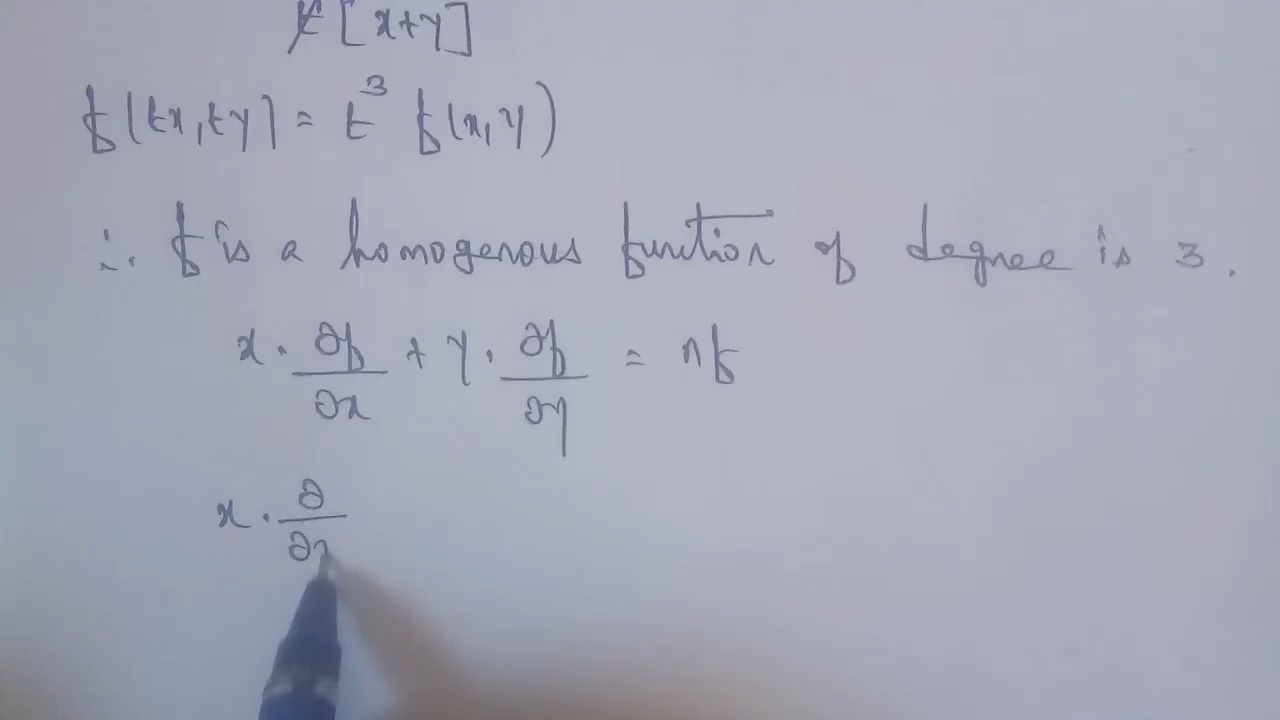 t [x+y]
f(tx,ty] = t³ f(x,y)
∴ f is a homogenous function of degree is 3.
x · ∂f/∂x + y · ∂f/∂y = nf
x · ∂/∂x